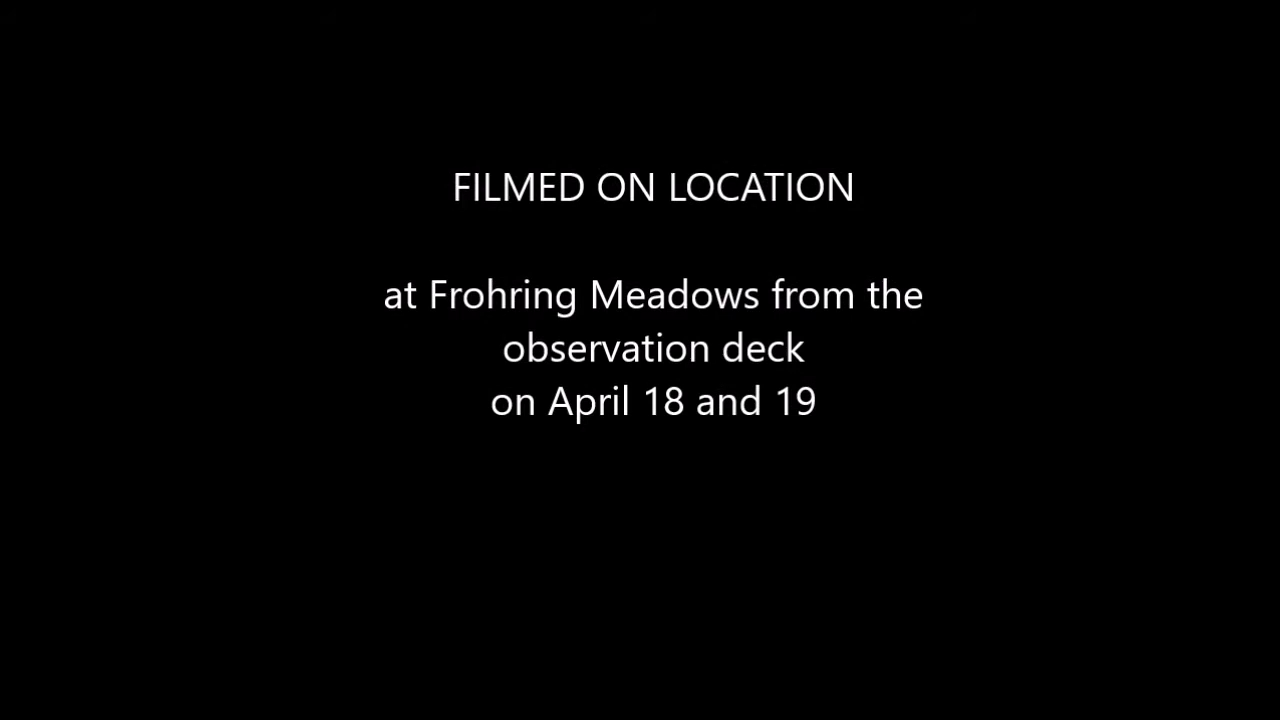 FILMED ON LOCATION
at Frohring Meadows from the
observation deck
on April 18 and 19